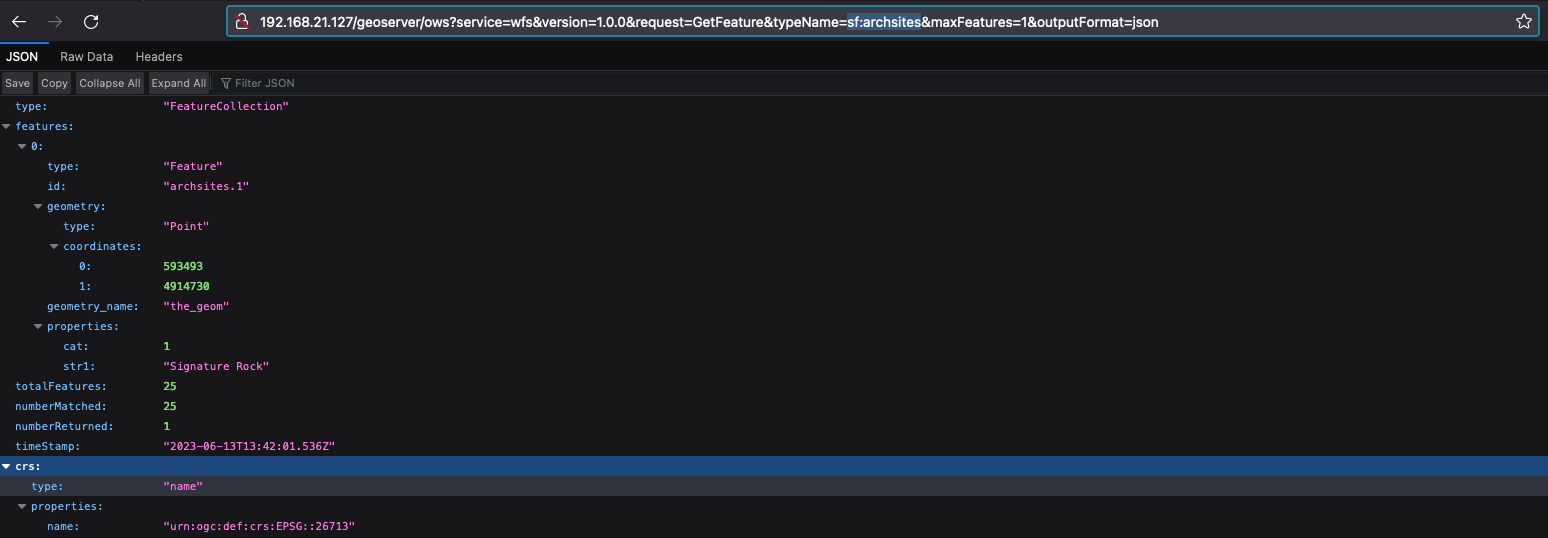 192.168.21.127/geoserver/ows?service=wfs&version=1.0.0&request=GetFeature&typeName=sf:archsites&maxFeatures=1&outputFormat=json
JSON Raw Data Headers
Save Copy Collapse All Expand All Filter JSON
type: "FeatureCollection"
features:
0:
type: "Feature"
id: "archsites.1"
geometry:
type: "Point"
coordinates:
0: 593493
1: 4914730
geometry_name: "the_geom"
properties:
cat: 1
str1: "Signature Rock"
totalFeatures: 25
numberMatched: 25
numberReturned: 1
timeStamp: "2023-06-13T13:42:01.536Z"
crs:
type: "name"
properties:
name: "urn:ogc:def:crs:EPSG::26713"